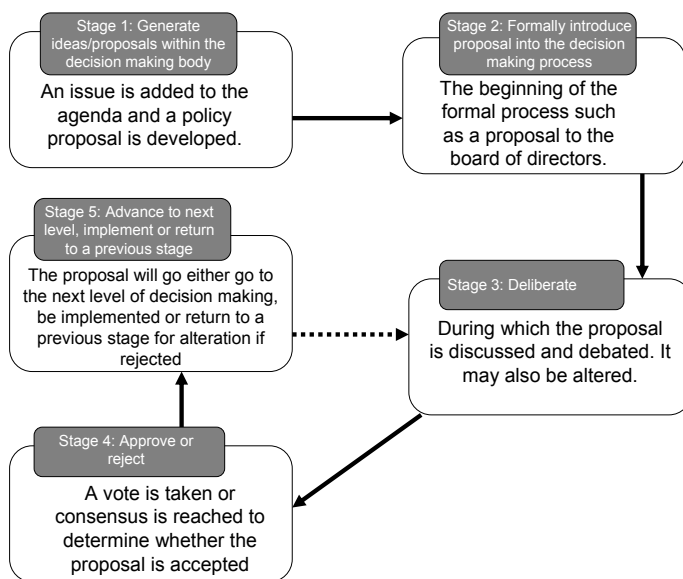 Stage 1: Generate
ideas/proposals within the
decision making body
An issue is added to the
agenda and a policy
proposal is developed.
Stage 2: Formally introduce
proposal into the decision
making process
The beginning of the
formal process such
as a proposal to the
board of directors.
Stage 3: Deliberate
During which the proposal
is discussed and debated. It
may also be altered.
Stage 4: Approve or
reject
A vote is taken or
consensus is reached to
determine whether the
proposal is accepted
Stage 5: Advance to next
level, implement or return
to a previous stage
The proposal will go either go to
the next level of decision making,
be implemented or return to a
previous stage for alteration if
rejected